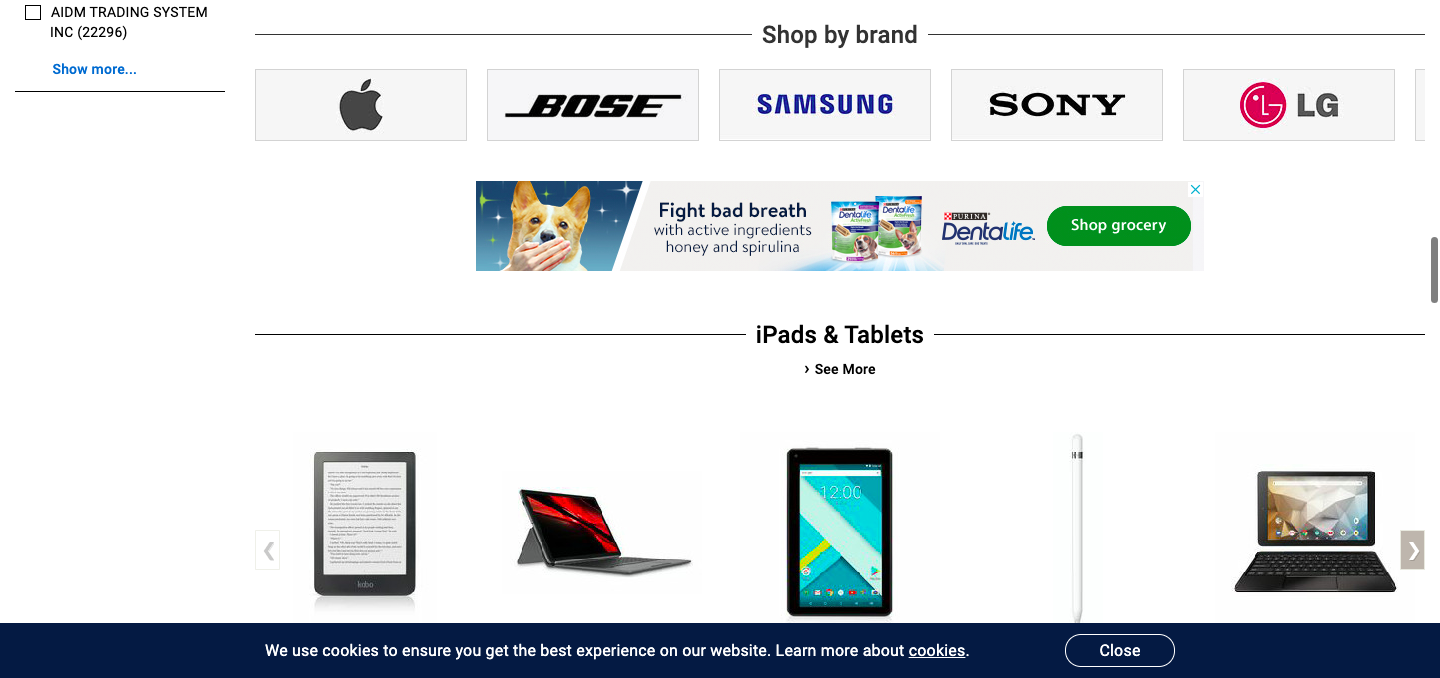 AIDM TRADING SYSTEM
INC (22296)
Show more...
Shop by brand
BOSE
SAMSUNG
SONY
LG
Fight bad breath
with active ingredients
honey and spirulina
PURINA
DentaLife
DentaLife
DentaLife
Shop grocery
iPads & Tablets
› See More
12:00
kobo
We use cookies to ensure you get the best experience on our website. Learn more about cookies.
Close